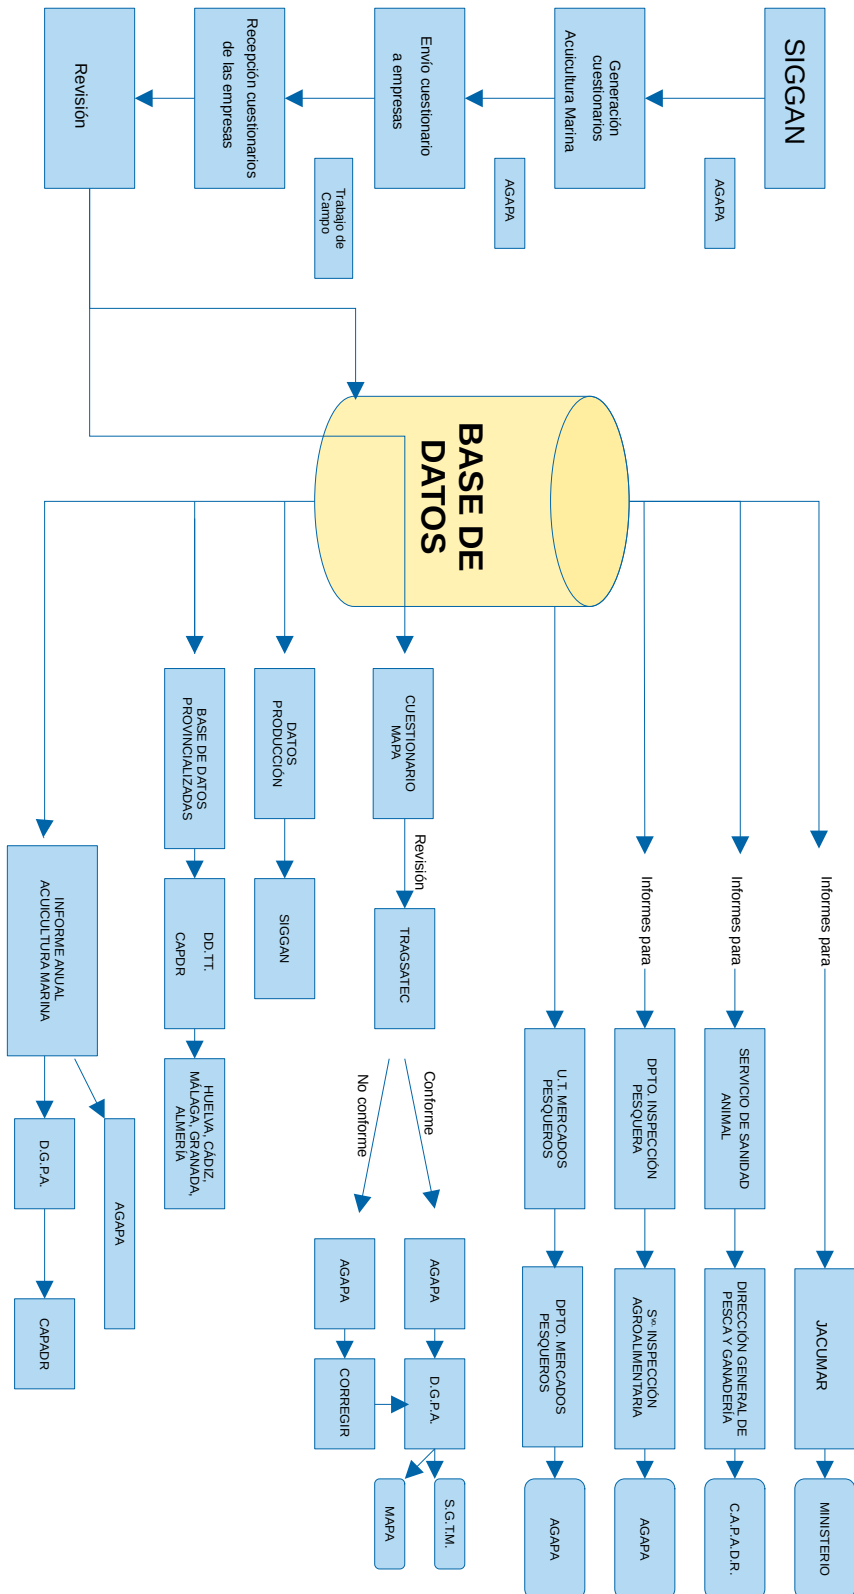 SIGGAN
Generación
cuestionarios
Acuicultura Marina
Envío cuestionario
a empresas
Recepción cuestionarios
de las empresas
Revisión
AGAPA
AGAPA
Trabajo de
Campo
BASE DE
DATOS
Informes para
JACUMAR
MINISTERIO
Informes para
SERVICIO DE SANIDAD
ANIMAL
DIRECCIÓN GENERAL DE
PESCA Y GANADERÍA
C.A.P.A.D.R.
Informes para
DPTO. INSPECCIÓN
PESQUERA
Sᵛᵒ. INSPECCIÓN
AGROALIMENTARIA
AGAPA
U.T. MERCADOS
PESQUEROS
DPTO. MERCADOS
PESQUEROS
AGAPA
CUESTIONARIO
MAPA
Revisión
TRAGSATEC
Conforme
No conforme
AGAPA
D.G.P.A.
S.G.T.M.
MAPA
AGAPA
CORREGIR
DATOS
PRODUCCIÓN
SIGGAN
BASE DE DATOS
PROVINCIALIZADAS
DD.TT.
CAPDR
HUELVA, CÁDIZ,
MÁLAGA, GRANADA,
ALMERÍA
INFORME ANUAL
ACUICULTURA MARINA
AGAPA
D.G.P.A.
CAPADR